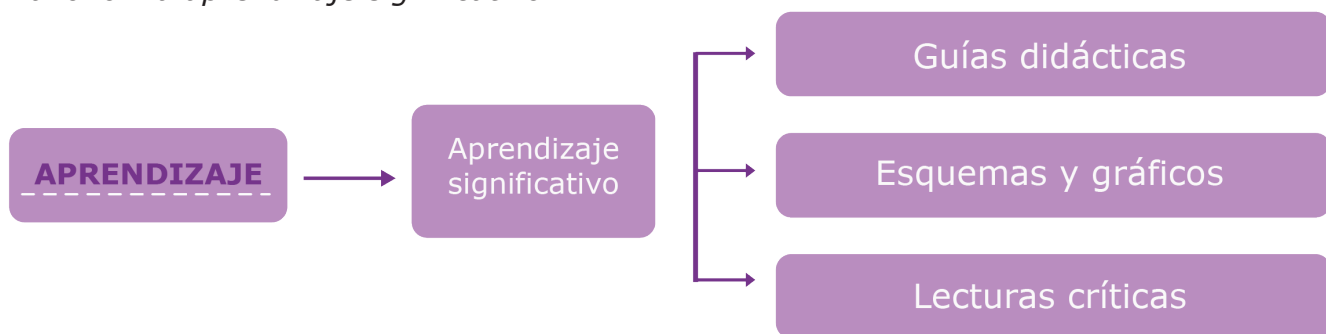 APRENDIZAJE
Aprendizaje
significativo
Guías didácticas
Esquemas y gráficos
Lecturas críticas